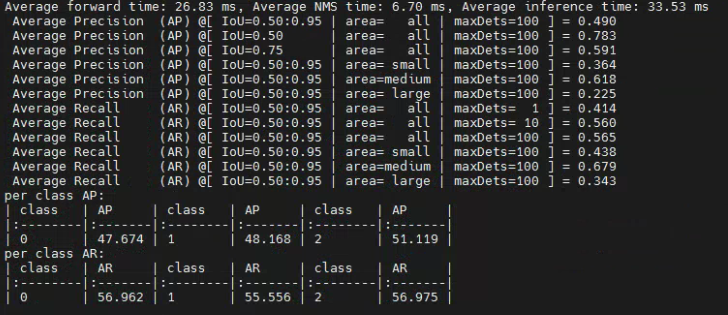 Average forward time: 26.83 ms, Average NMS time: 6.70 ms, Average inference time: 33.53 ms
 Average Precision  (AP) @[ IoU=0.50:0.95 | area=   all | maxDets=100 ] = 0.490
 Average Precision  (AP) @[ IoU=0.50      | area=   all | maxDets=100 ] = 0.783
 Average Precision  (AP) @[ IoU=0.75      | area=   all | maxDets=100 ] = 0.591
 Average Precision  (AP) @[ IoU=0.50:0.95 | area= small | maxDets=100 ] = 0.364
 Average Precision  (AP) @[ IoU=0.50:0.95 | area=medium | maxDets=100 ] = 0.618
 Average Precision  (AP) @[ IoU=0.50:0.95 | area= large | maxDets=100 ] = 0.225
 Average Recall     (AR) @[ IoU=0.50:0.95 | area=   all | maxDets=  1 ] = 0.414
 Average Recall     (AR) @[ IoU=0.50:0.95 | area=   all | maxDets= 10 ] = 0.560
 Average Recall     (AR) @[ IoU=0.50:0.95 | area=   all | maxDets=100 ] = 0.565
 Average Recall     (AR) @[ IoU=0.50:0.95 | area= small | maxDets=100 ] = 0.438
 Average Recall     (AR) @[ IoU=0.50:0.95 | area=medium | maxDets=100 ] = 0.679
 Average Recall     (AR) @[ IoU=0.50:0.95 | area= large | maxDets=100 ] = 0.343
per class AP:
| class   | AP     | class   | AP     | class   | AP     |
|:--------|:-------|:--------|:-------|:--------|:-------|
| 0       | 47.674 | 1       | 48.168 | 2       | 51.119 |
per class AR:
| class   | AR     | class   | AR     | class   | AR     |
|:--------|:-------|:--------|:-------|:--------|:-------|
| 0       | 56.962 | 1       | 55.556 | 2       | 56.975 |